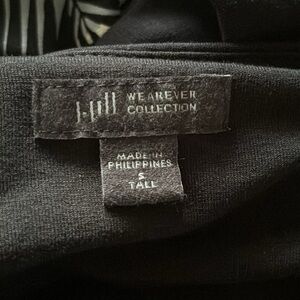 J.Jill WEAREVER
COLLECTION
MADE IN
PHILIPPINES
S
TALL